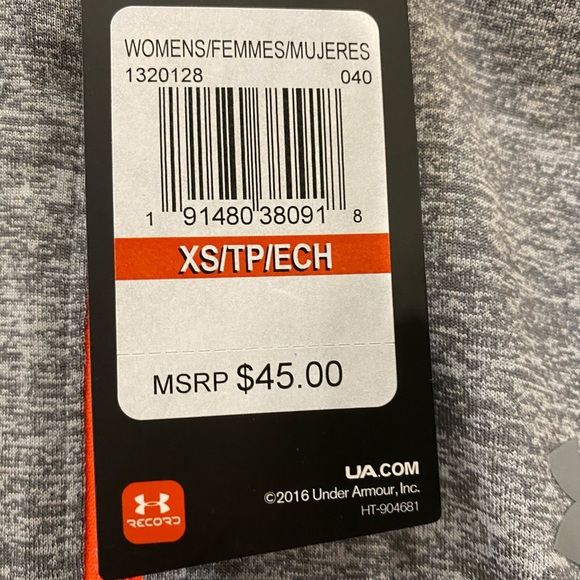 WOMENS/FEMMES/MUJERES
1320128 040
1 91480 38091 8
XS/TP/ECH
MSRP $45.00
UA.COM
©2016 Under Armour, Inc.
HT-904681
RECORD